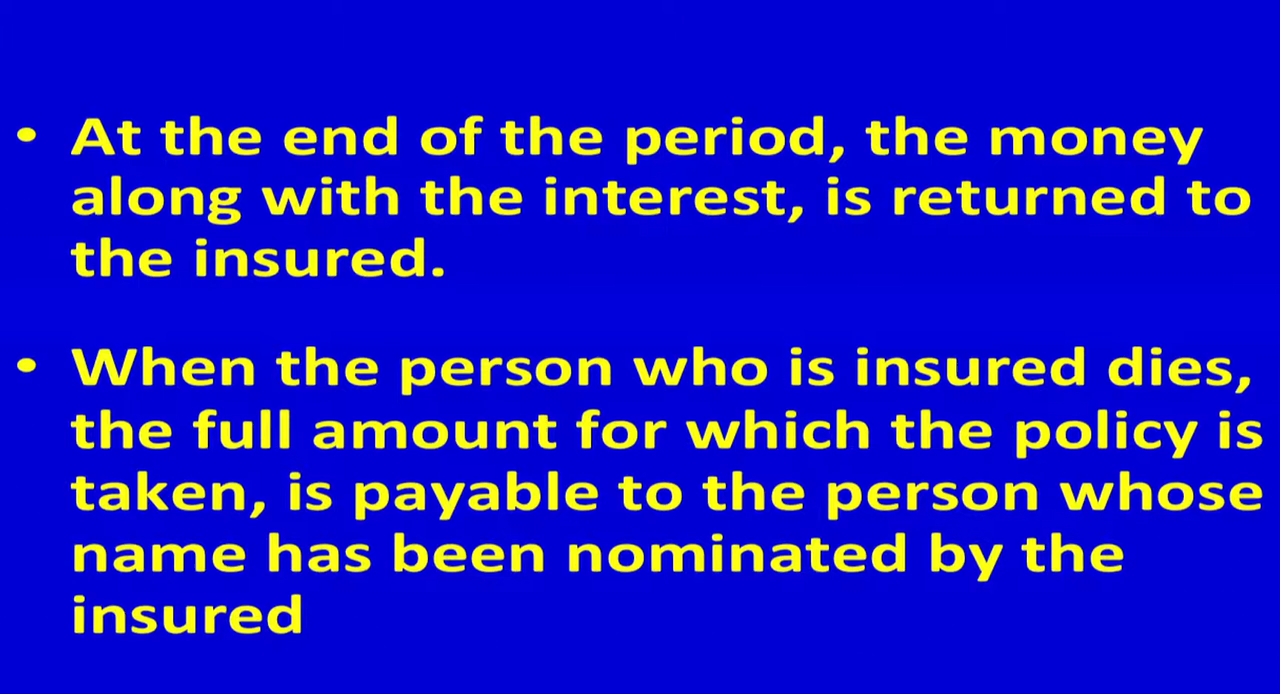 • At the end of the period, the money
along with the interest, is returned to
the insured.
• When the person who is insured dies,
the full amount for which the policy is
taken, is payable to the person whose
name has been nominated by the
insured